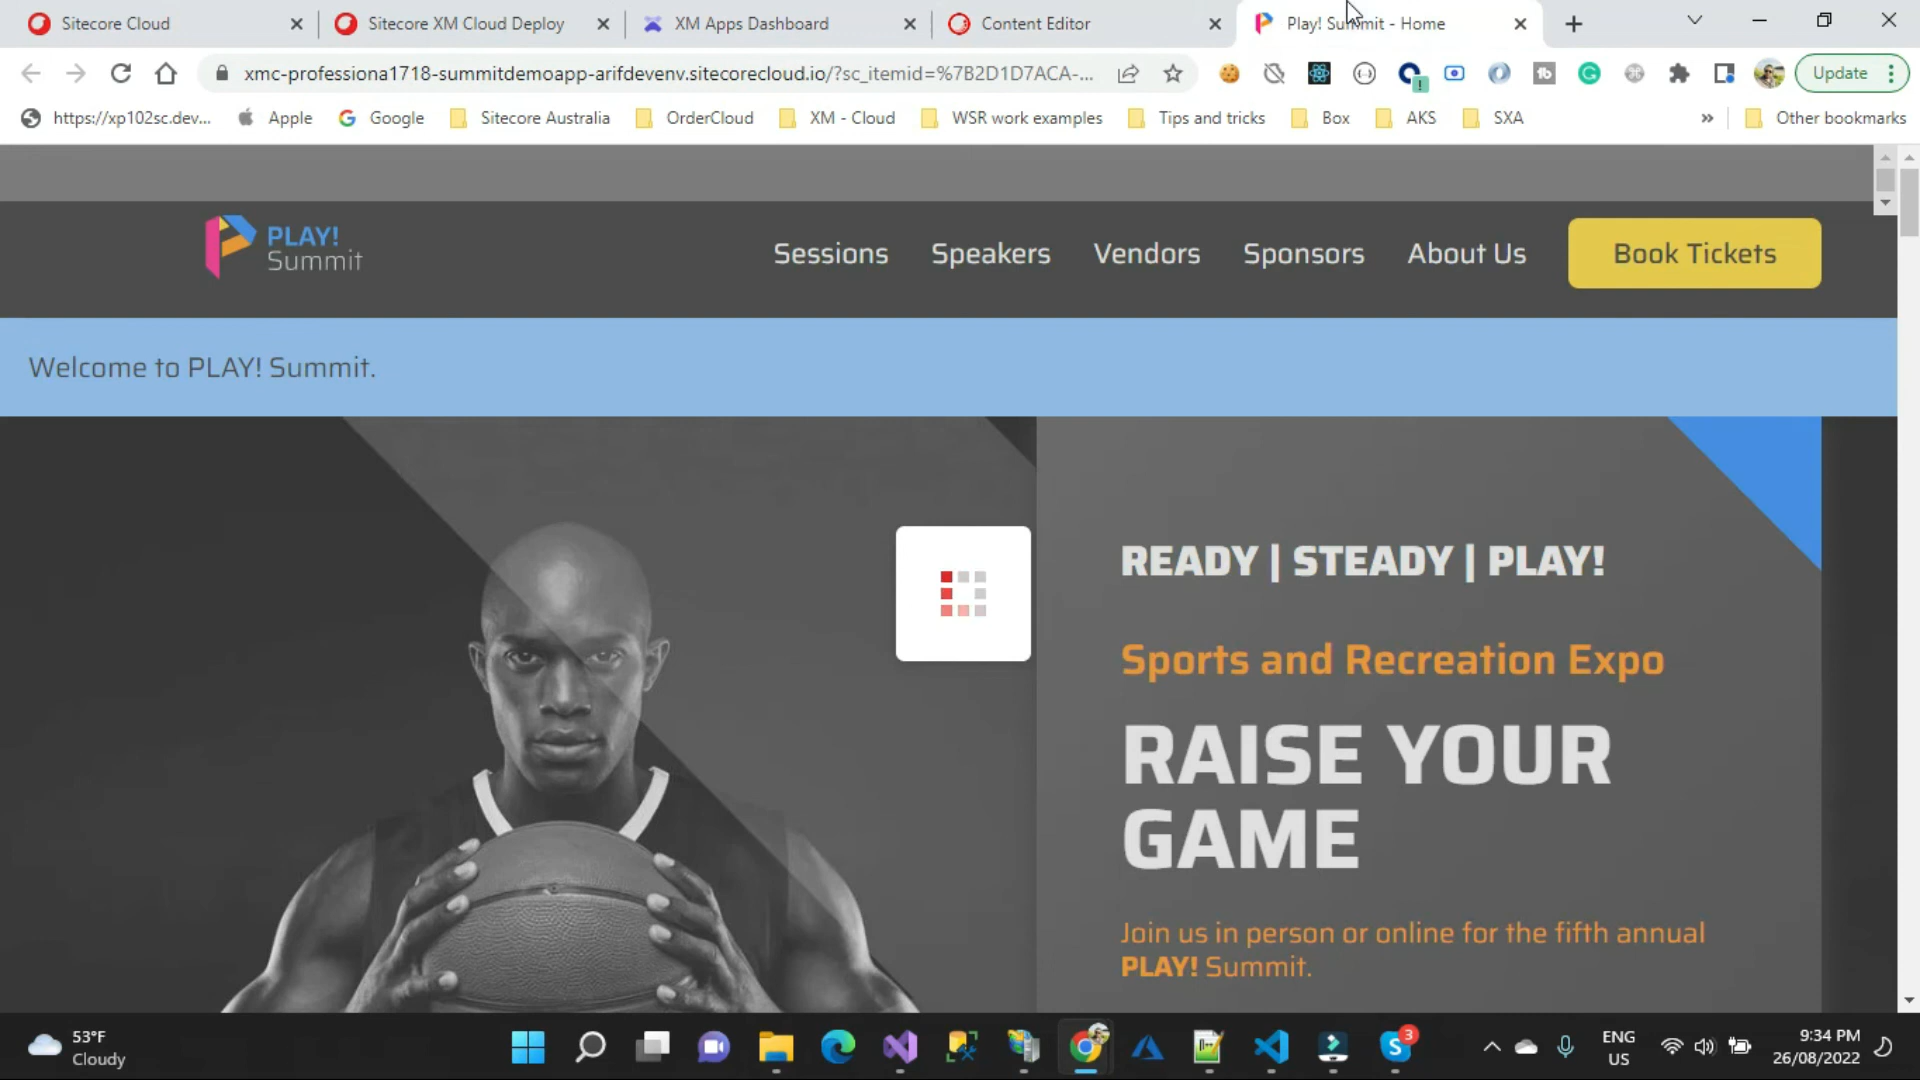 Sitecore Cloud
Sitecore XM Cloud Deploy
XM Apps Dashboard
Content Editor
Play! Summit - Home
xmc-professiona1718-summitdemoapp-arifdevenv.sitecorecloud.io/?sc_itemid=%7B2D1D7ACA-...
Update
https://xp102sc.dev...
Apple
Google
Sitecore Australia
OrderCloud
XM - Cloud
WSR work examples
Tips and tricks
Box
AKS
SXA
»
Other bookmarks
PLAY!
Summit
Sessions
Speakers
Vendors
Sponsors
About Us
Book Tickets
Welcome to PLAY! Summit.
READY | STEADY | PLAY!
Sports and Recreation Expo
RAISE YOUR
GAME
Join us in person or online for the fifth annual
PLAY! Summit.
53°F
Cloudy
3
ENG
US
9:34 PM
26/08/2022